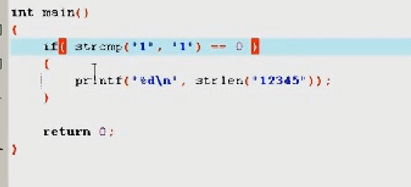 int main()
{
if( strcmp("1", "1") == 0 )
{
printf("%d\n", strlen("12345"));
}
return 0;
}